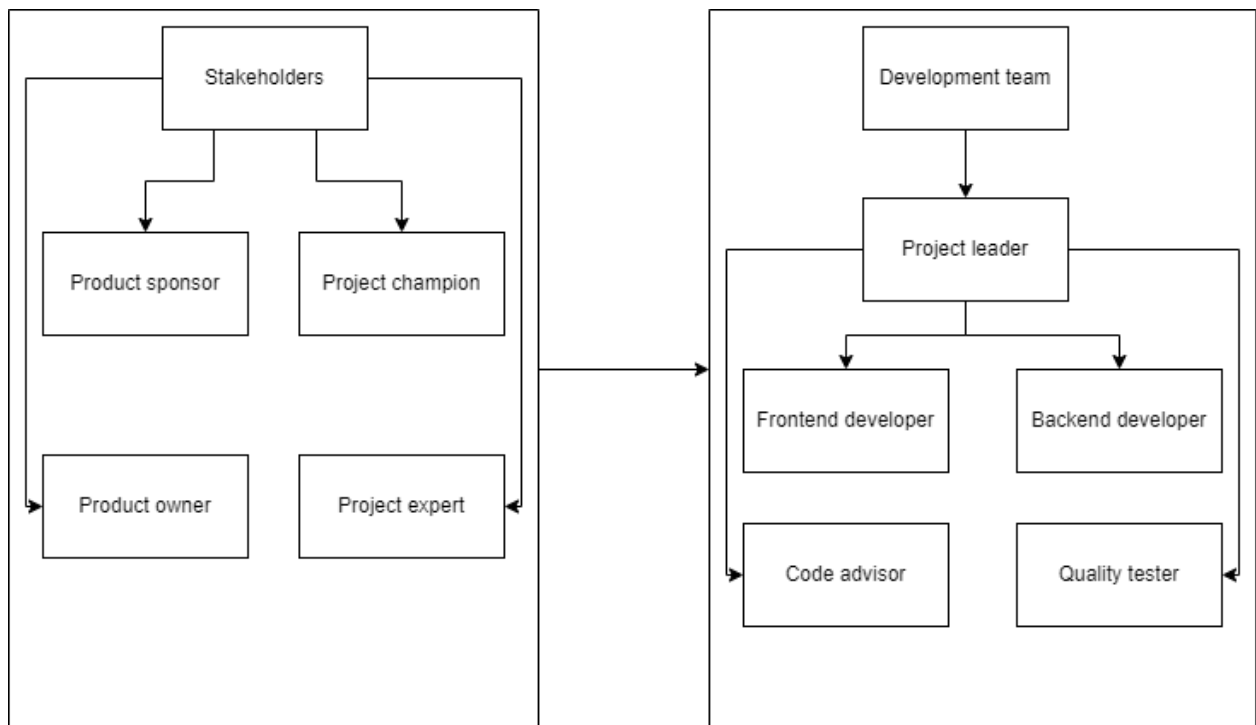 Stakeholders
Product sponsor
Project champion
Product owner
Project expert
Development team
Project leader
Frontend developer
Backend developer
Code advisor
Quality tester